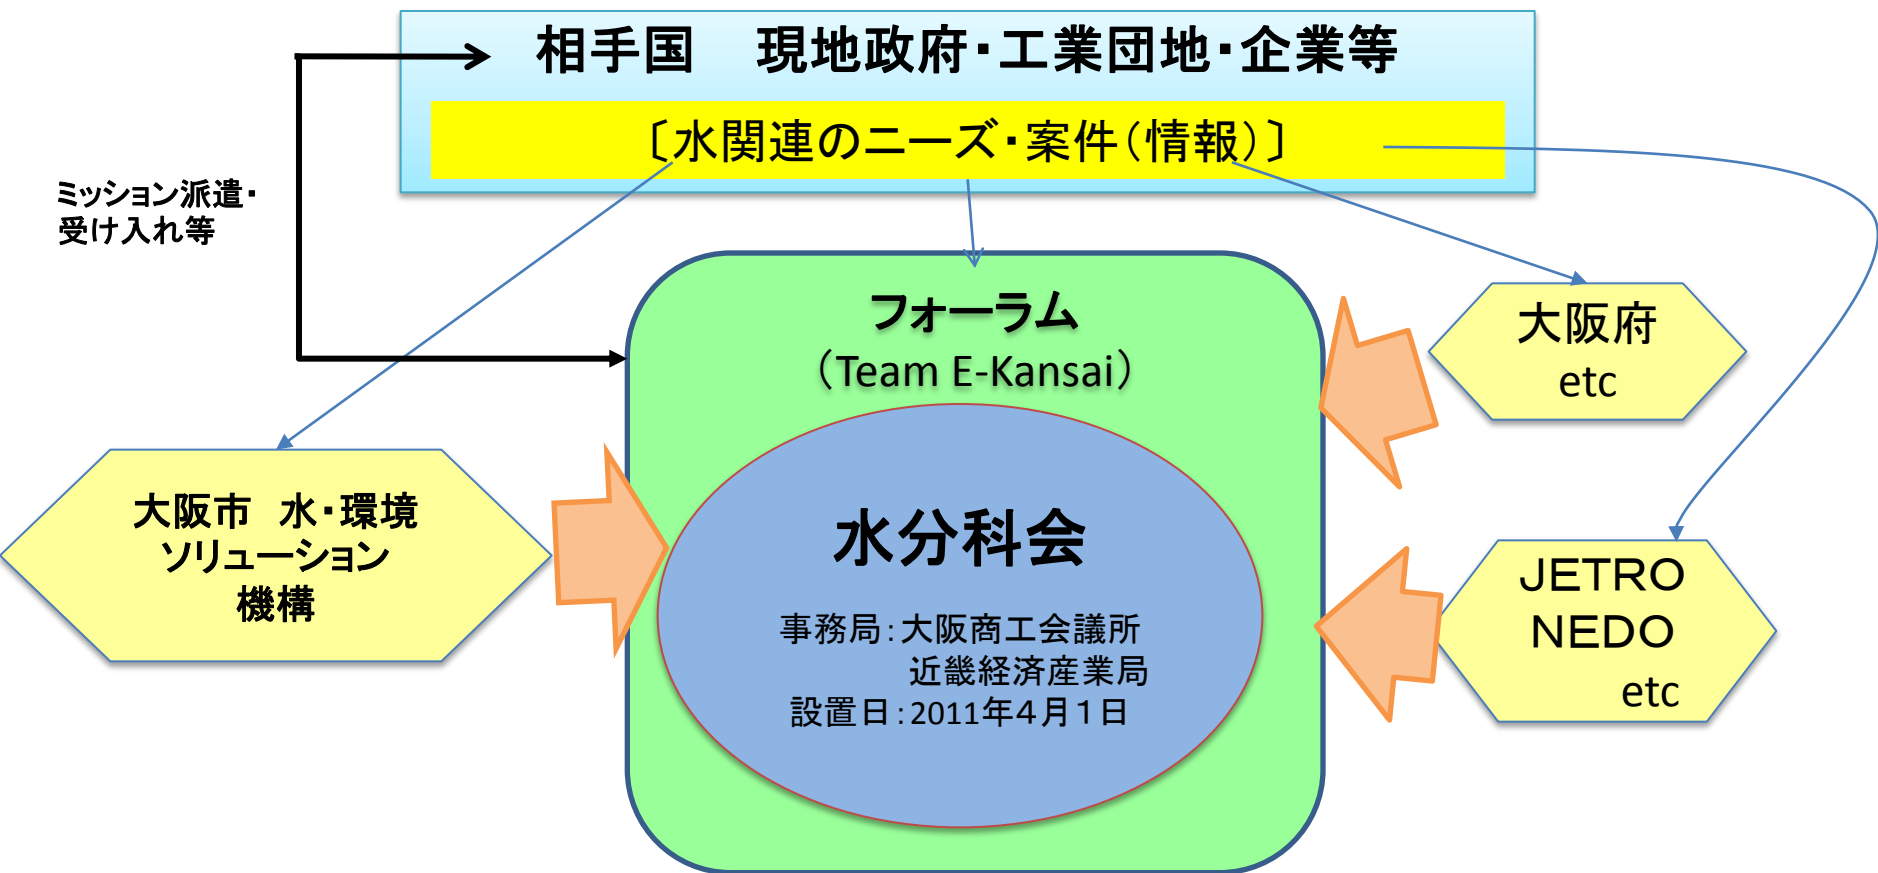 相手国　現地政府・工業団地・企業等
〔水関連のニーズ・案件（情報）〕
ミッション派遣・
受け入れ等
フォーラム
（Team E-Kansai）
大阪府
etc
大阪市　水・環境
ソリューション
機構
水分科会
事務局：大阪商工会議所
近畿経済産業局
設置日：2011年４月１日
ＪＥＴＲＯ
ＮＥＤＯ
etc